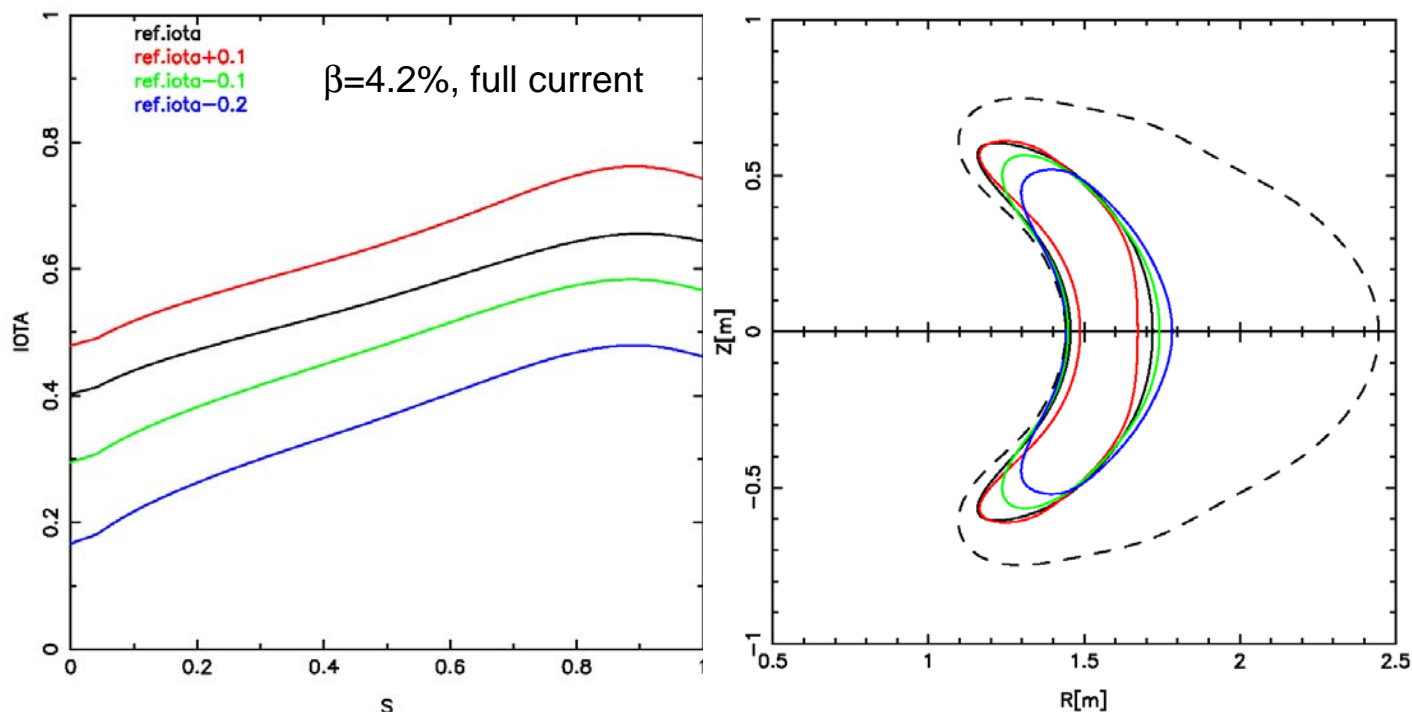 ref.iota
ref.iota+0.1
ref.iota-0.1
ref.iota-0.2
β=4.2%, full current
1
0.8
0.6
0.4
0.2
0
IOTA
0 0.2 0.4 0.6 0.8 1
S
1
0.5
0
-0.5
-1
Z[m]
0.5 1 1.5 2 2.5
R[m]